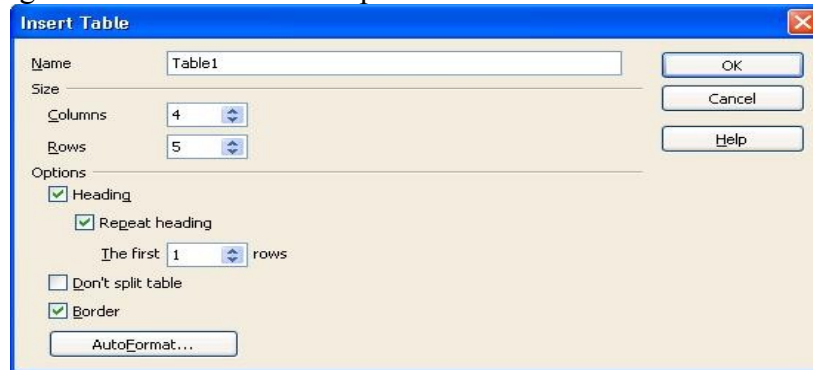 Insert Table
Name Table1 OK
Size Cancel
Columns 4
Rows 5 Help
Options
Heading
Repeat heading
The first 1 rows
Don't split table
Border
AutoFormat...